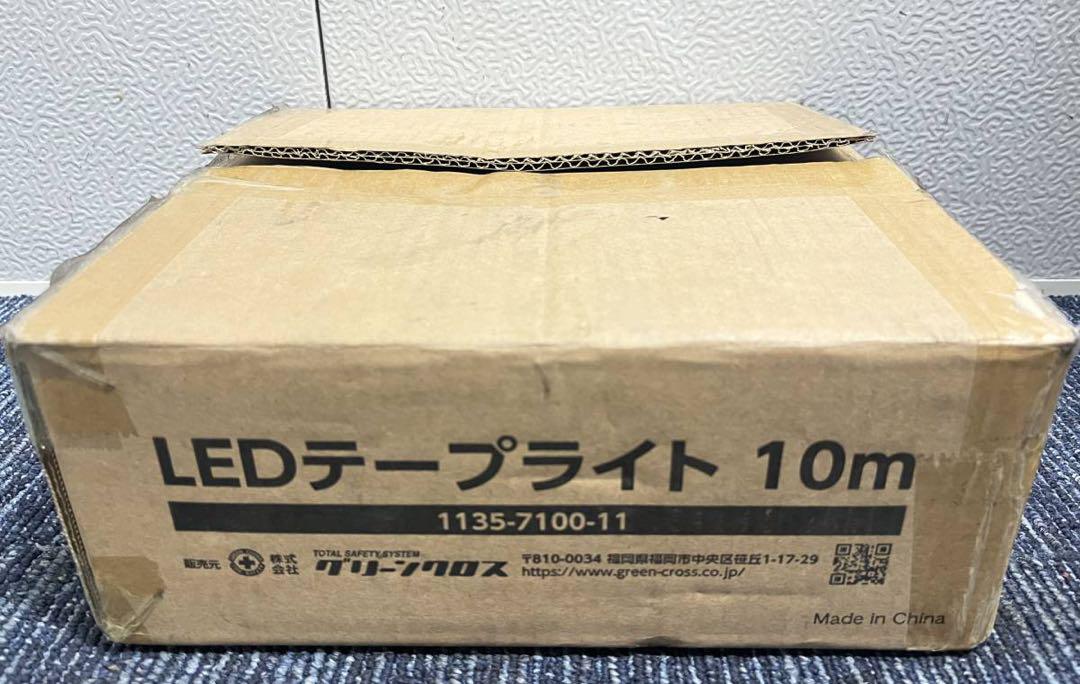 LEDテープライト 10m
1135-7100-11
販売元 株式会社 TOTAL SAFETY SYSTEM グリーンクロス
〒810-0034 福岡県福岡市中央区笹丘1-17-29
https://www.green-cross.co.jp/
Made in China